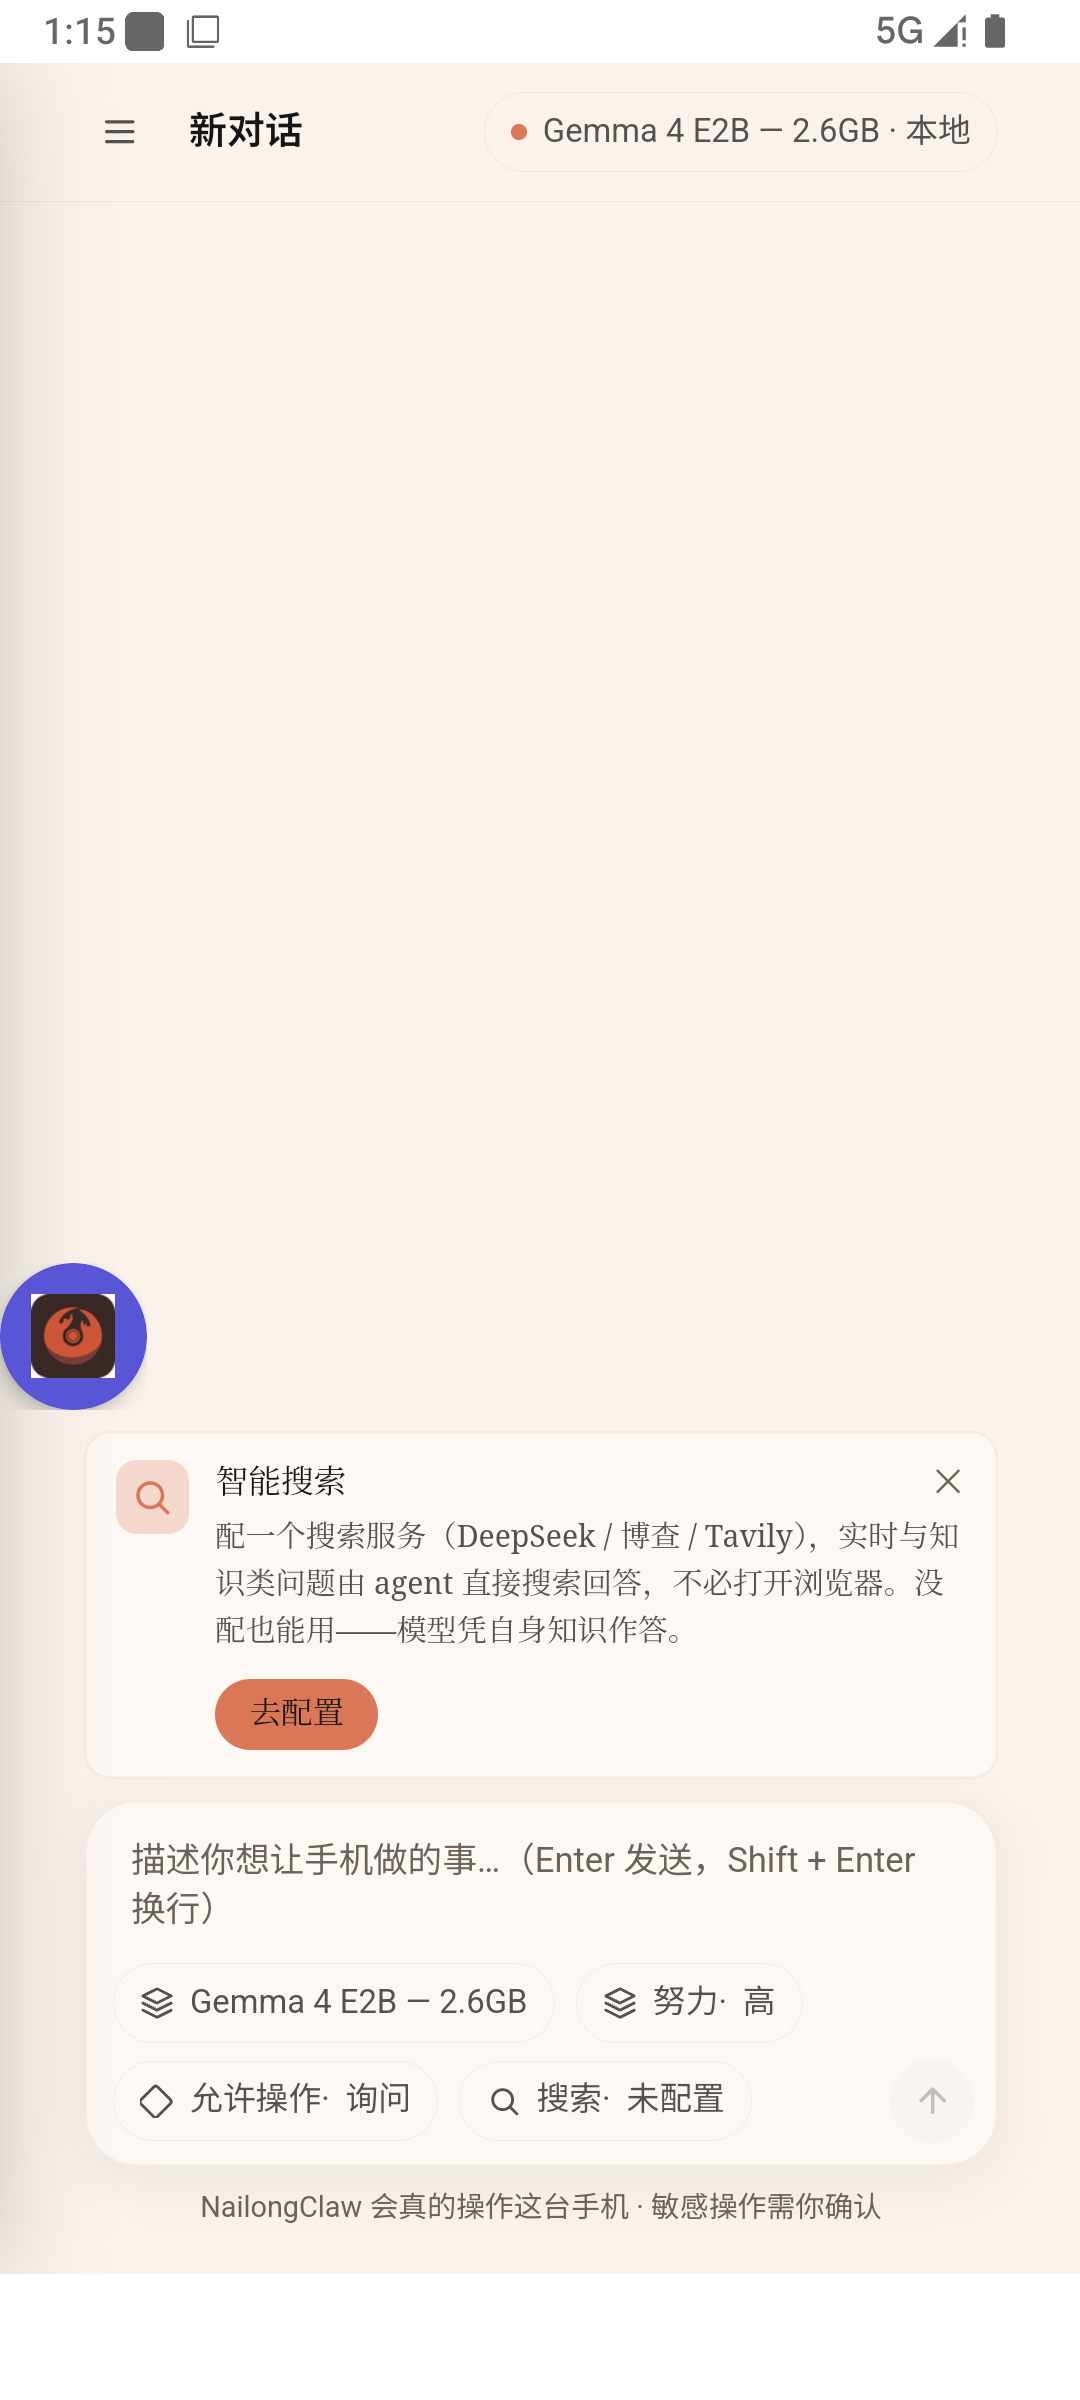 1:15
5G
新对话
Gemma 4 E2B — 2.6GB · 本地
智能搜索
配一个搜索服务（DeepSeek / 博查 / Tavily），实时与知
识类问题由 agent 直接搜索回答，不必打开浏览器。没
配也能用——模型凭自身知识作答。
去配置
描述你想让手机做的事…（Enter 发送，Shift + Enter
换行）
Gemma 4 E2B — 2.6GB
努力· 高
允许操作· 询问
搜索· 未配置
NailongClaw 会真的操作这台手机 · 敏感操作需你确认